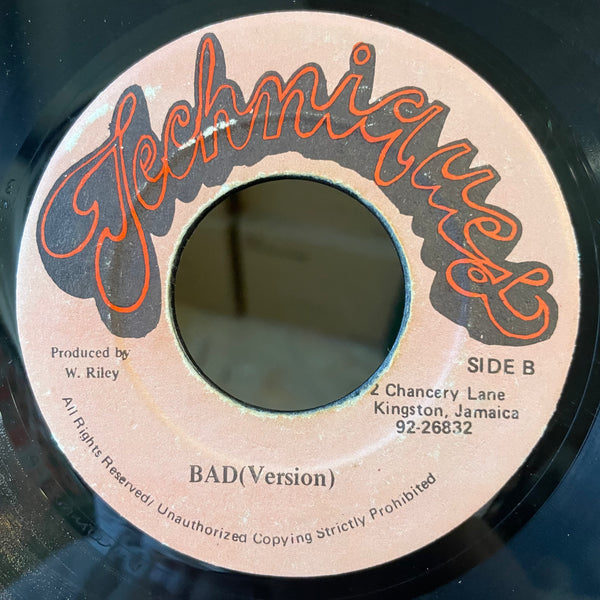 Techniques
Produced by
W. Riley
SIDE B
2 Chancery Lane
Kingston, Jamaica
92-26832
BAD(Version)
All Rights Reserved/ Unauthorized Copying Strictly Prohibited